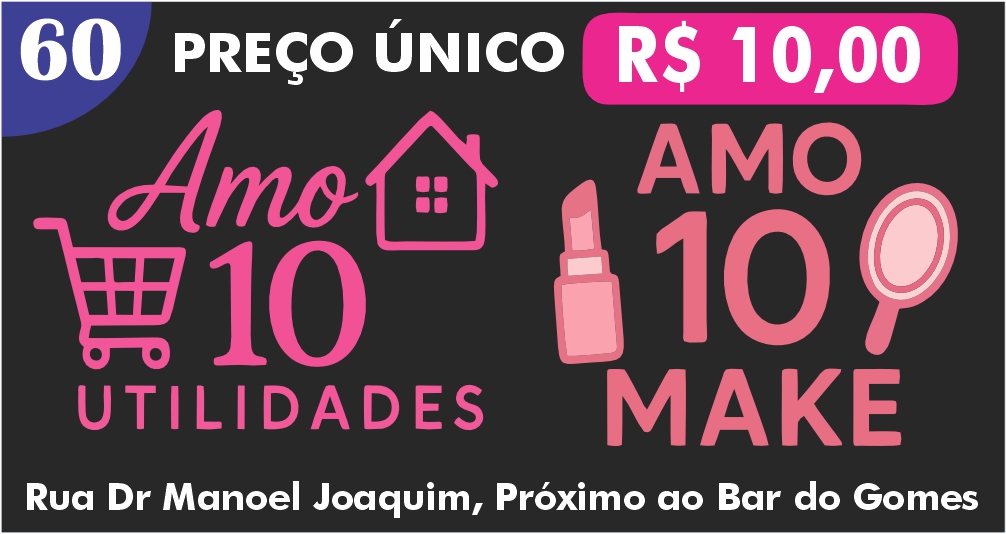 60
PREÇO ÚNICO R$ 10,00
Amo
10
UTILIDADES
AMO
10
MAKE
Rua Dr Manoel Joaquim, Próximo ao Bar do Gomes